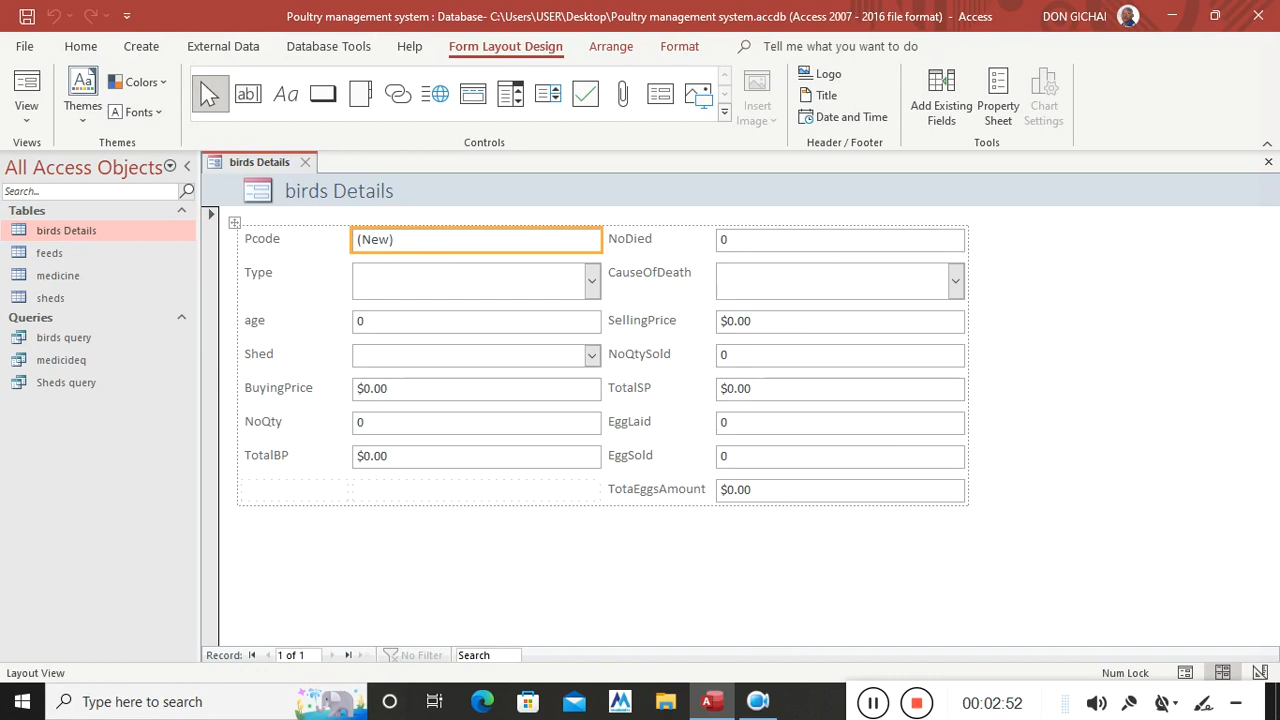 Poultry management system : Database- C:\Users\USER\Desktop\Poultry management system.accdb (Access 2007 - 2016 file format) - Access
DON GICHAI
File Home Create External Data Database Tools Help Form Layout Design Arrange Format Tell me what you want to do
View
Views
Themes
Colors
Fonts
Themes
ab
Aa
Controls
Insert Image
Logo
Title
Date and Time
Header / Footer
Add Existing Fields
Property Sheet
Chart Settings
Tools
All Access Objects
Search...
Tables
birds Details
feeds
medicine
sheds
Queries
birds query
medicideq
Sheds query
birds Details
birds Details
Pcode (New) NoDied 0
Type CauseOfDeath
age 0 SellingPrice $0.00
Shed NoQtySold 0
BuyingPrice $0.00 TotalSP $0.00
NoQty 0 EggLaid 0
TotalBP $0.00 EggSold 0
TotaEggsAmount $0.00
Record: 1 of 1 No Filter Search
Layout View Num Lock
Type here to search 00:02:52